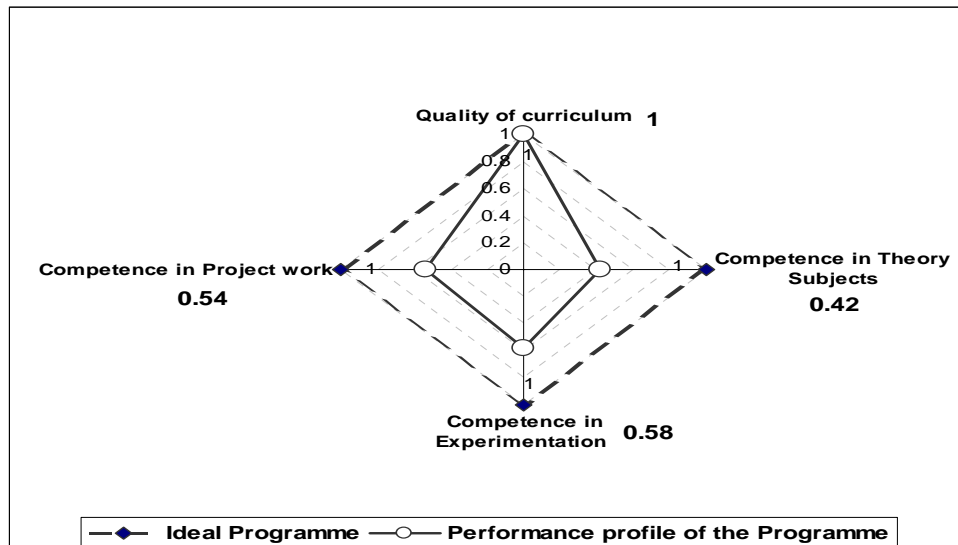 Quality of curriculum 1
1
1
0.8
0.6
0.4
0.2
0
Competence in Project work 1
0.54
1 Competence in Theory
Subjects
0.42
1
Competence in
Experimentation 0.58
Ideal Programme Performance profile of the Programme